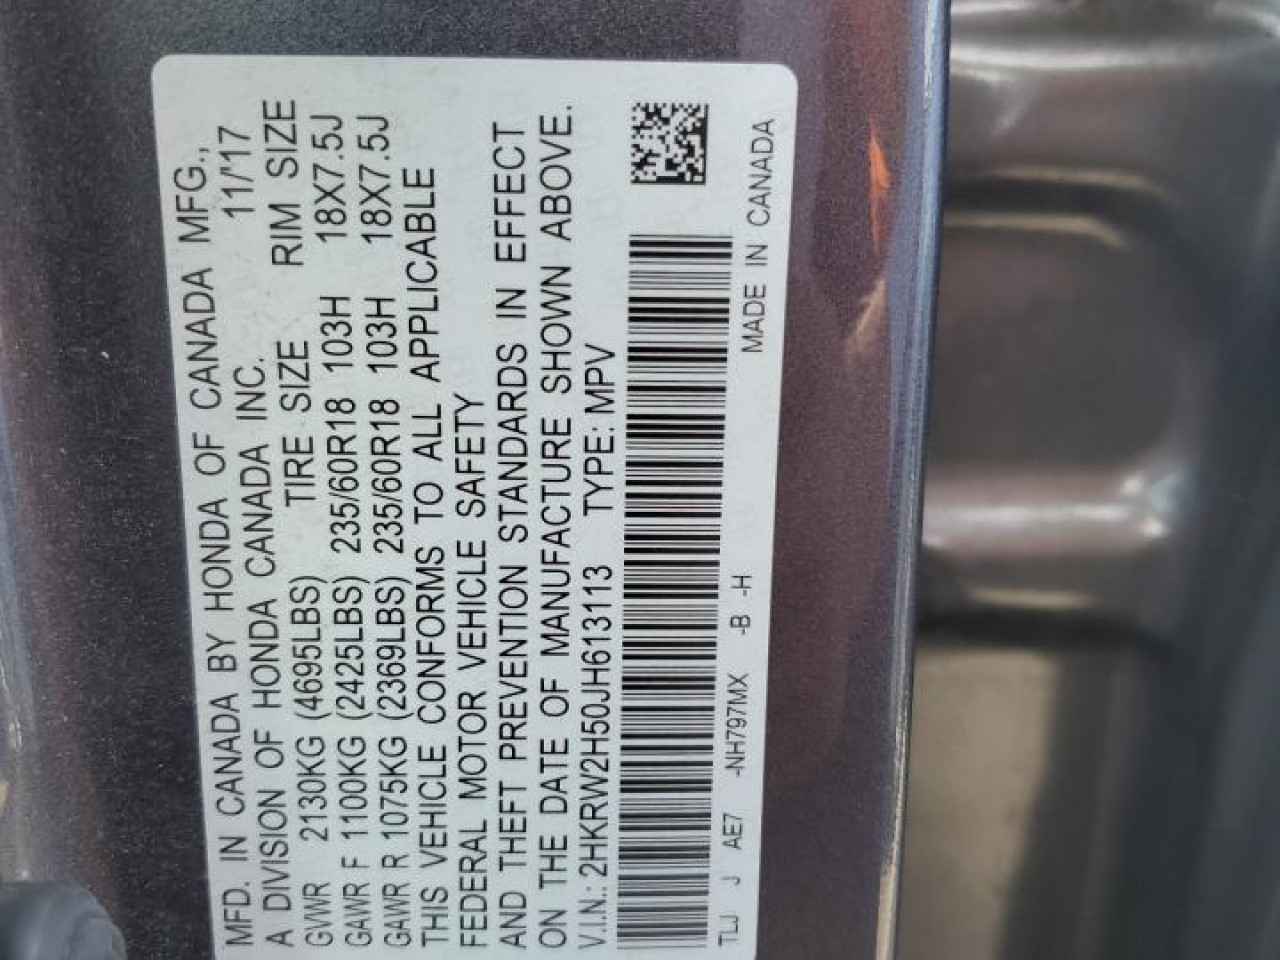 MFD. IN CANADA BY HONDA OF CANADA MFG.,
A DIVISION OF HONDA CANADA INC. 11/'17
GVWR 2130KG (4695LBS) TIRE SIZE RIM SIZE
GAWR F 1100KG (2425LBS) 235/60R18 103H 18X7.5J
GAWR R 1075KG (2369LBS) 235/60R18 103H 18X7.5J
THIS VEHICLE CONFORMS TO ALL APPLICABLE
FEDERAL MOTOR VEHICLE SAFETY
AND THEFT PREVENTION STANDARDS IN EFFECT
ON THE DATE OF MANUFACTURE SHOWN ABOVE.
V.I.N.: 2HKRW2H50JH613113 TYPE: MPV
TLJ J AE7 -NH797MX -B -H MADE IN CANADA